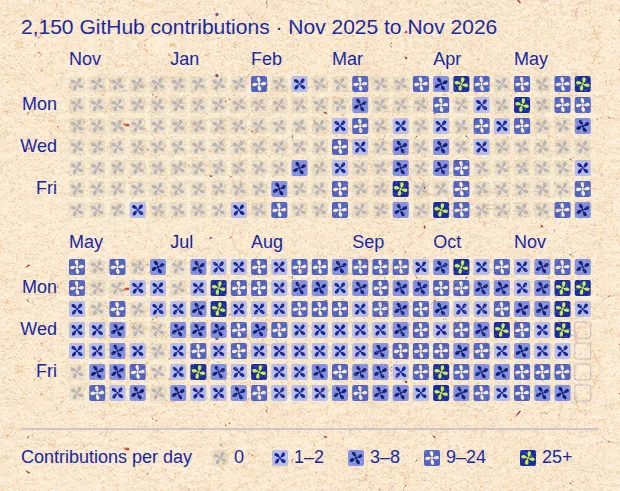 2,150 GitHub contributions · Nov 2025 to Nov 2026
Nov Jan Feb Mar Apr May
Mon
Wed
Fri
May Jul Aug Sep Oct Nov
Mon
Wed
Fri
Contributions per day 0 1–2 3–8 9–24 25+